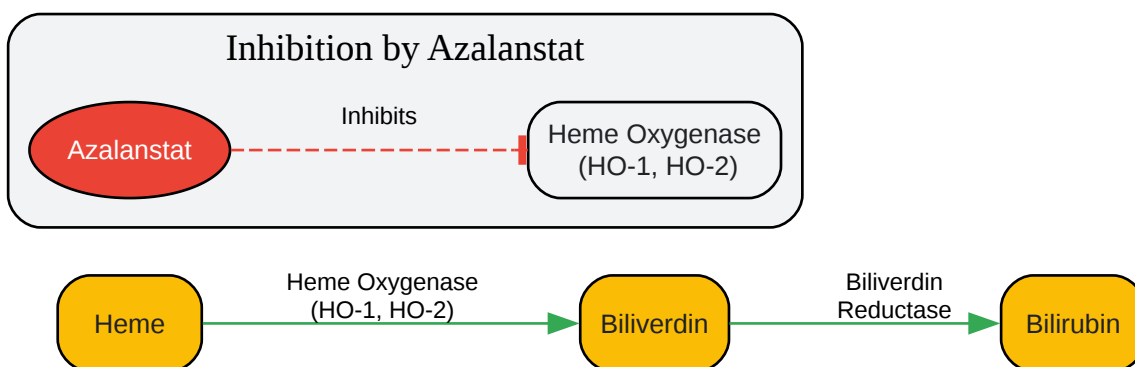 Inhibition by Azalanstat
Inhibits
Azalanstat
Heme Oxygenase
(HO-1, HO-2)
Heme
Heme Oxygenase
(HO-1, HO-2)
Biliverdin
Biliverdin
Reductase
Bilirubin